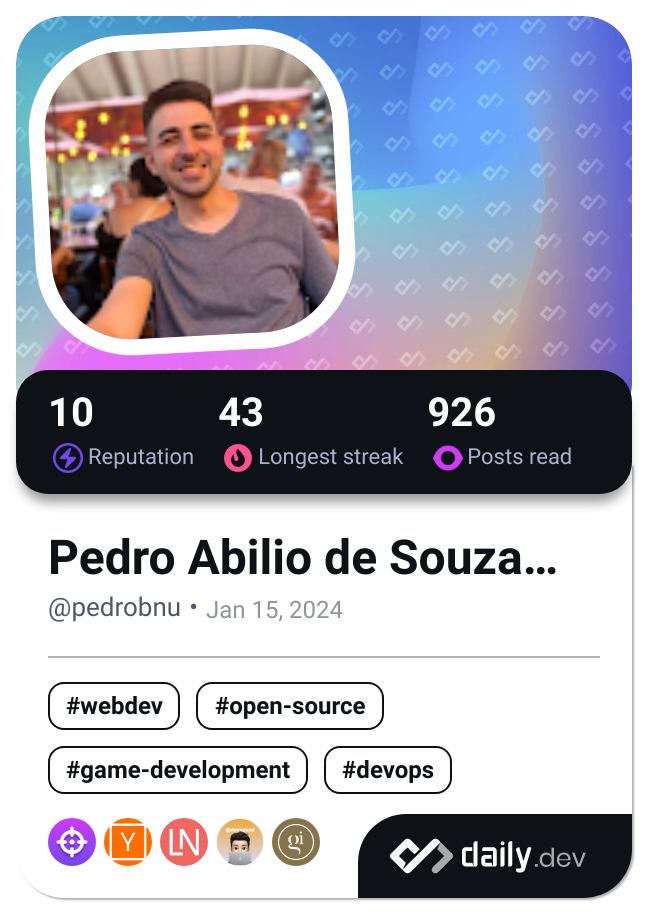 10 43 926
Reputation Longest streak Posts read
Pedro Abilio de Souza...
@pedrobnu • Jan 15, 2024
#webdev #open-source
#game-development #devops
Y LN gi
daily.dev